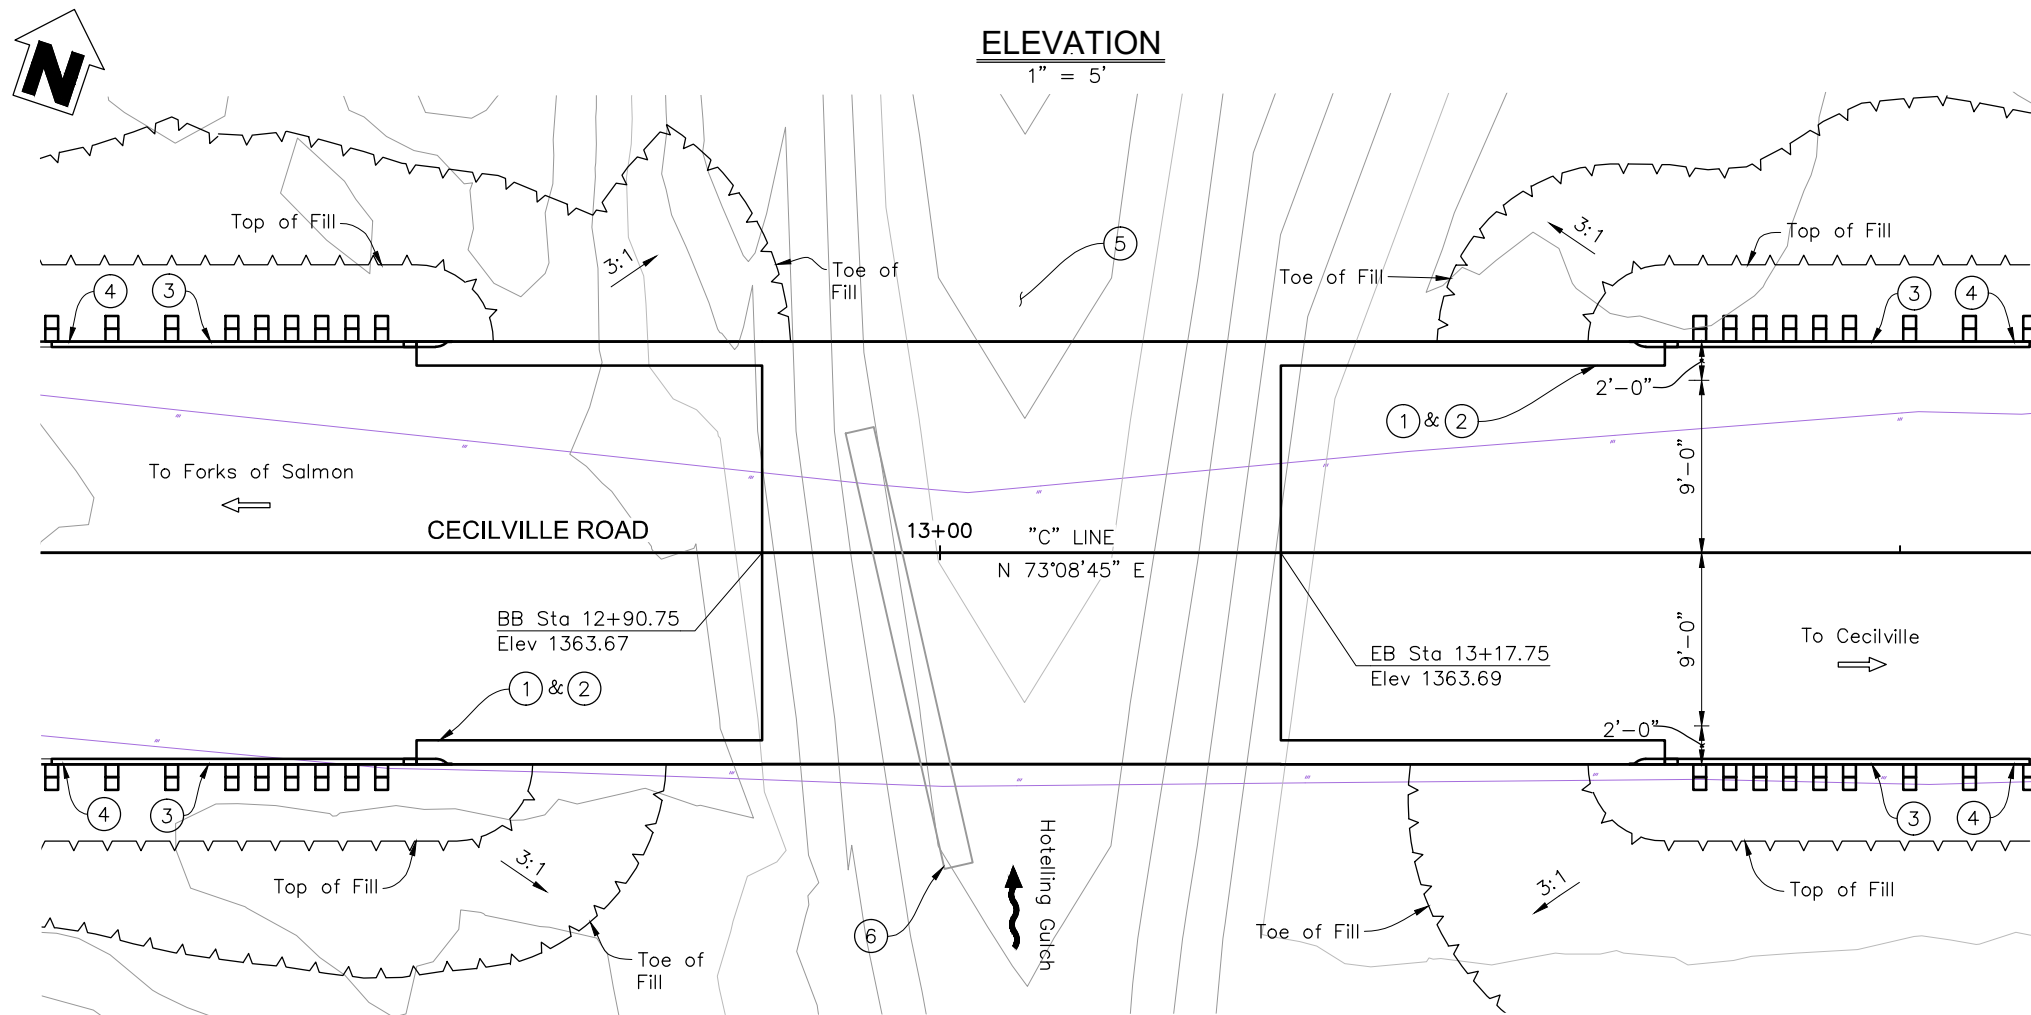 N
ELEVATION
1" = 5'
Top of Fill
3:1
Toe of
Fill
5
3:1
Top of Fill
Toe of Fill
4
3
3
4
2'-0"
1 & 2
9'-0"
To Forks of Salmon
CECILVILLE ROAD
13+00
"C" LINE
N 73°08'45" E
BB Sta 12+90.75
Elev 1363.67
EB Sta 13+17.75
Elev 1363.69
9'-0"
To Cecilville
1 & 2
2'-0"
4
3
3
4
Hotelling Gulch
3:1
Top of Fill
3:1
Top of Fill
6
Toe of Fill
Toe of
Fill